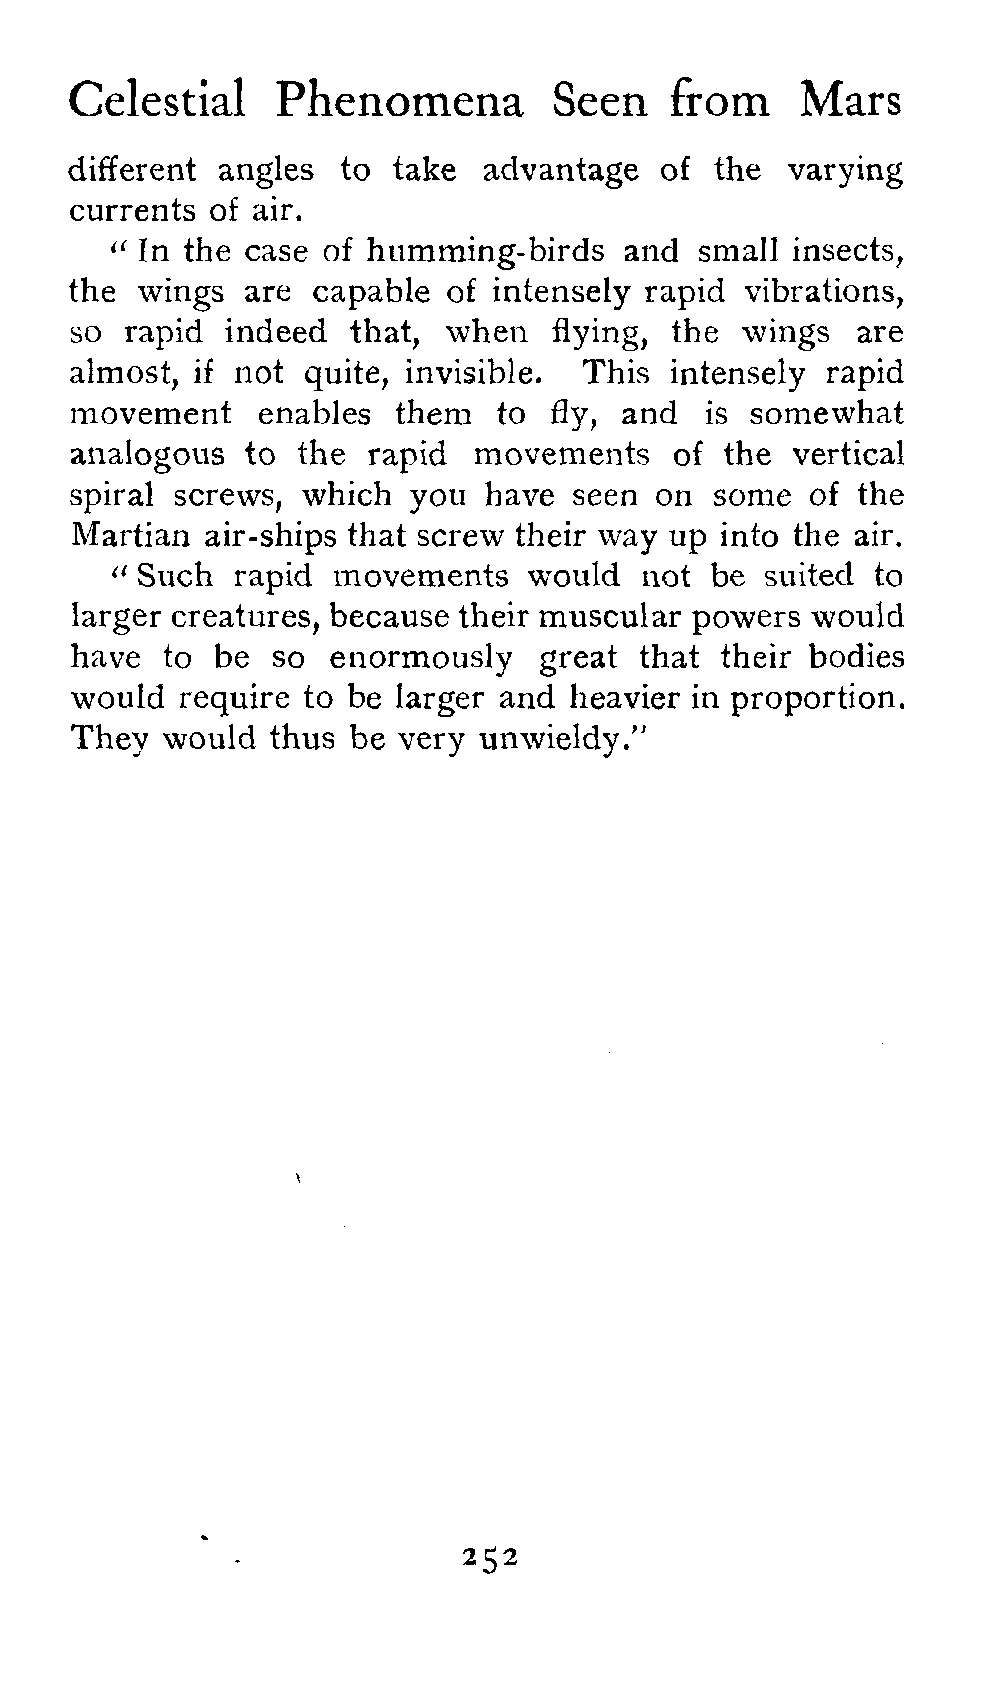 Celestial Phenomena Seen from Mars
different angles to take advantage of the varying
currents of air.
“ In the case of humming-birds and small insects,
the wings are capable of intensely rapid vibrations,
so rapid indeed that, when flying, the wings are
almost, if not quite, invisible. This intensely rapid
movement enables them to fly, and is somewhat
analogous to the rapid movements of the vertical
spiral screws, which you have seen on some of the
Martian air-ships that screw their way up into the air.
“ Such rapid movements would not be suited to
larger creatures, because their muscular powers would
have to be so enormously great that their bodies
would require to be larger and heavier in proportion.
They would thus be very unwieldy.”
252